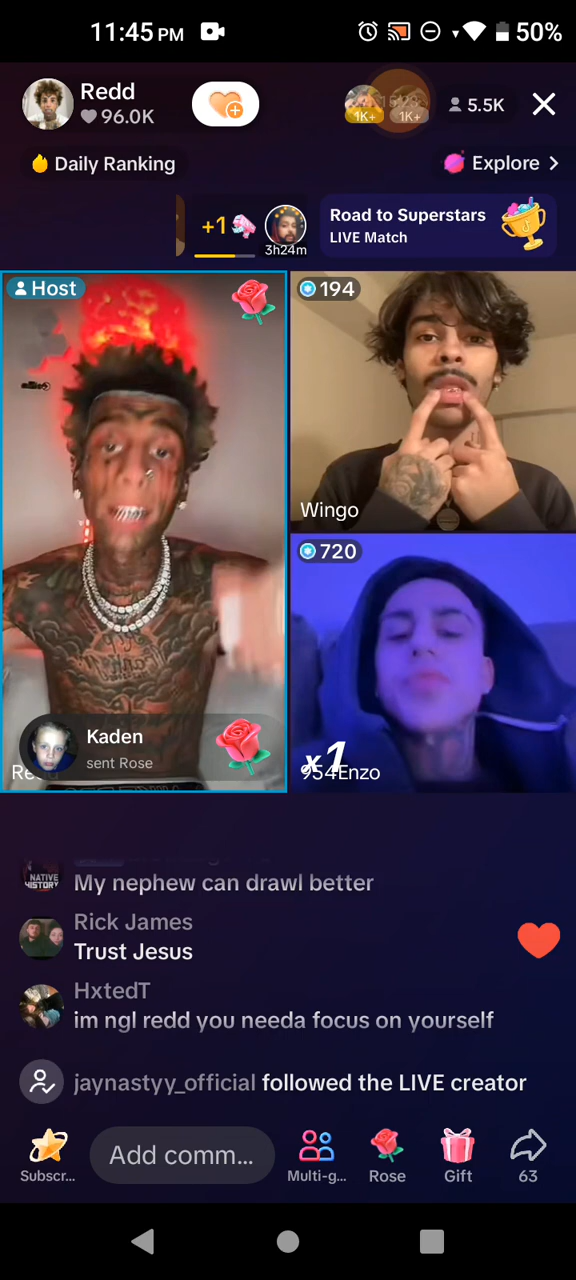 11:45 PM
50%
Redd
96.0K
1K+
1K+
5.5K
Daily Ranking
Explore >
+1
3h24m
Road to Superstars
LIVE Match
Host
194
Wingo
720
Kaden
sent Rose
x1
954Enzo
NATIVE
HISTORY
My nephew can drawl better
Rick James
Trust Jesus
HxtedT
im ngl redd you needa focus on yourself
jaynastyy_official followed the LIVE creator
Add comm...
Subscr...
Multi-g...
Rose
Gift
63